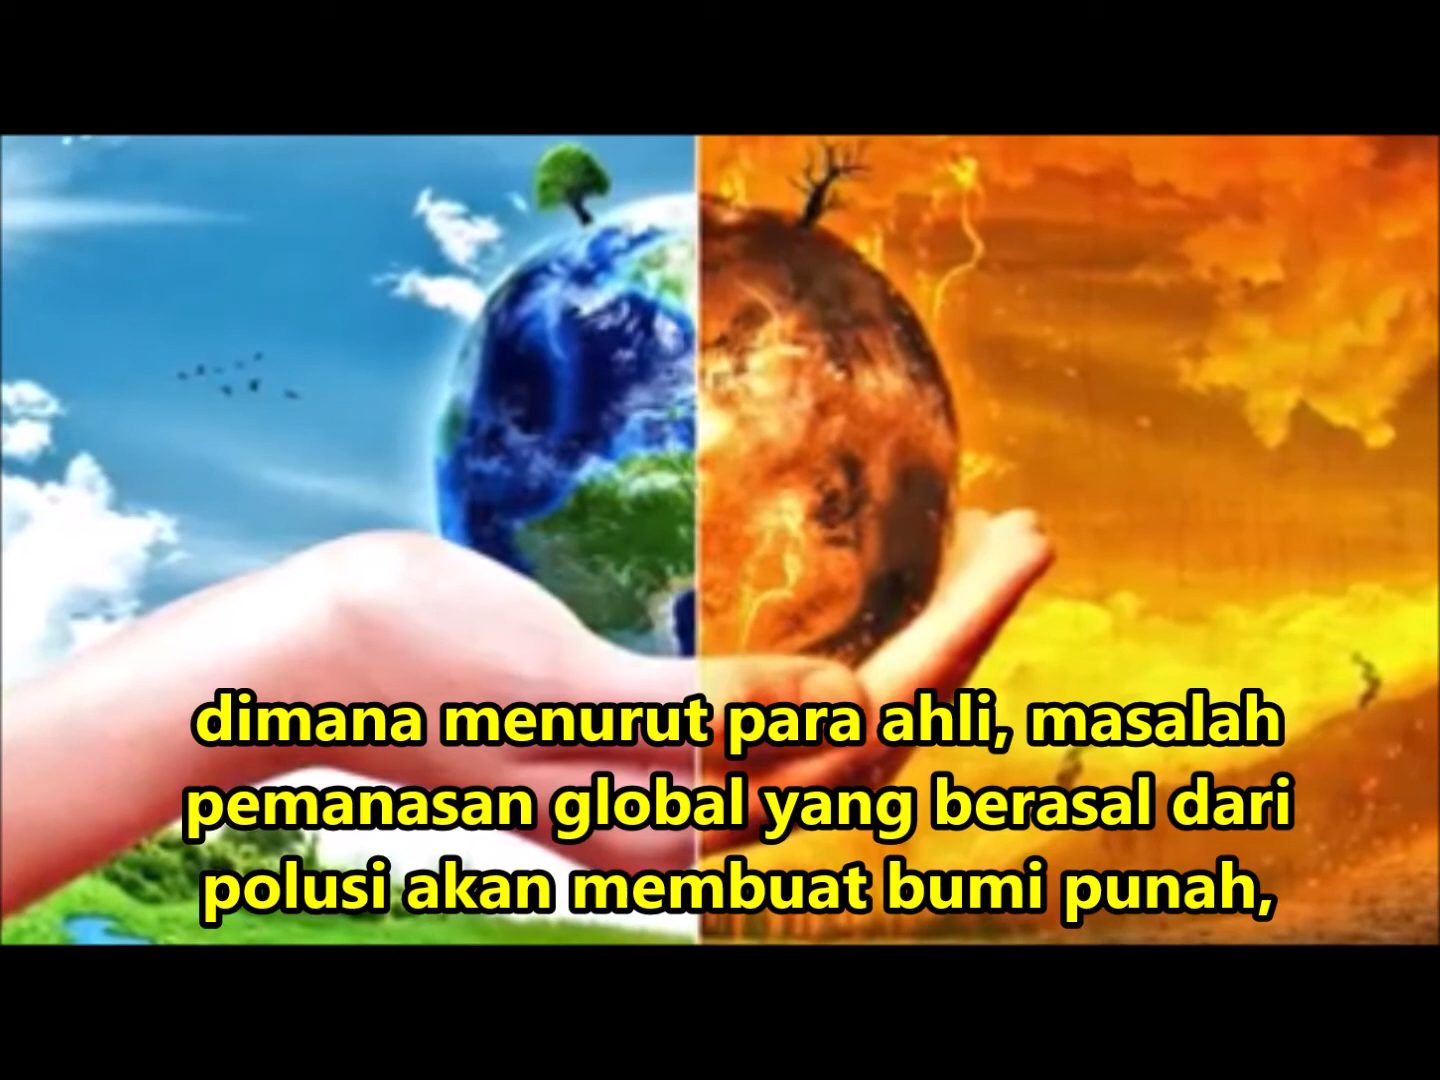 dimana menurut para ahli, masalah
pemanasan global yang berasal dari
polusi akan membuat bumi punah,